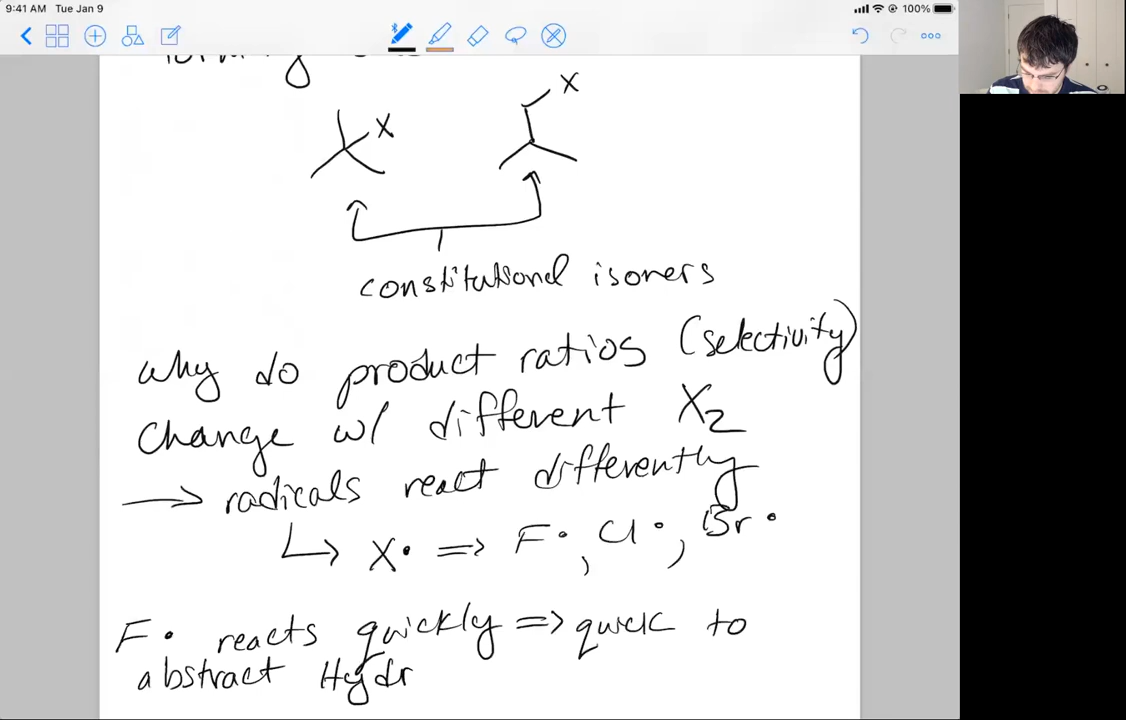 9:41 AM Tue Jan 9
100%
X
X
constitutional isomers
why do product ratios (selectivity)
change w/ different X2
→ radicals react differently
↳ X• => F•, Cl•, Br•
F• reacts quickly => quick to
abstract Hydr